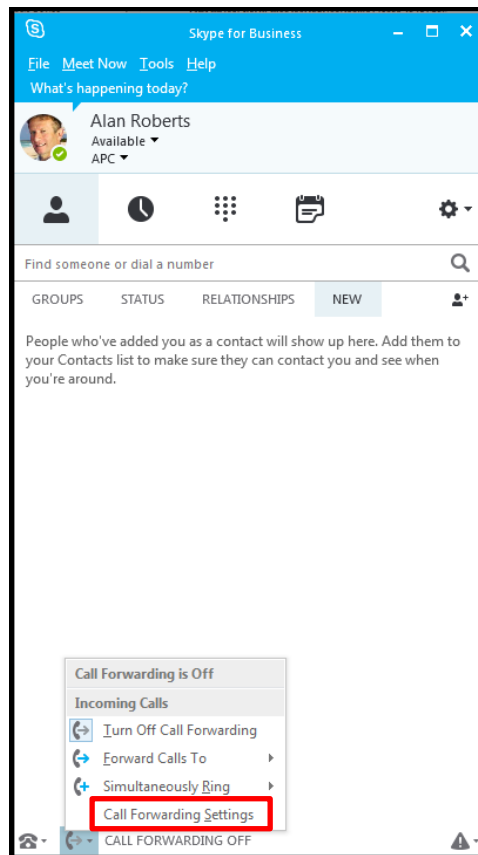 Skype for Business
File Meet Now Tools Help
What's happening today?
Alan Roberts
Available
APC
Find someone or dial a number
GROUPS STATUS RELATIONSHIPS NEW
People who've added you as a contact will show up here. Add them to
your Contacts list to make sure they can contact you and see when
you're around.
Call Forwarding is Off
Incoming Calls
Turn Off Call Forwarding
Forward Calls To
Simultaneously Ring
Call Forwarding Settings
CALL FORWARDING OFF